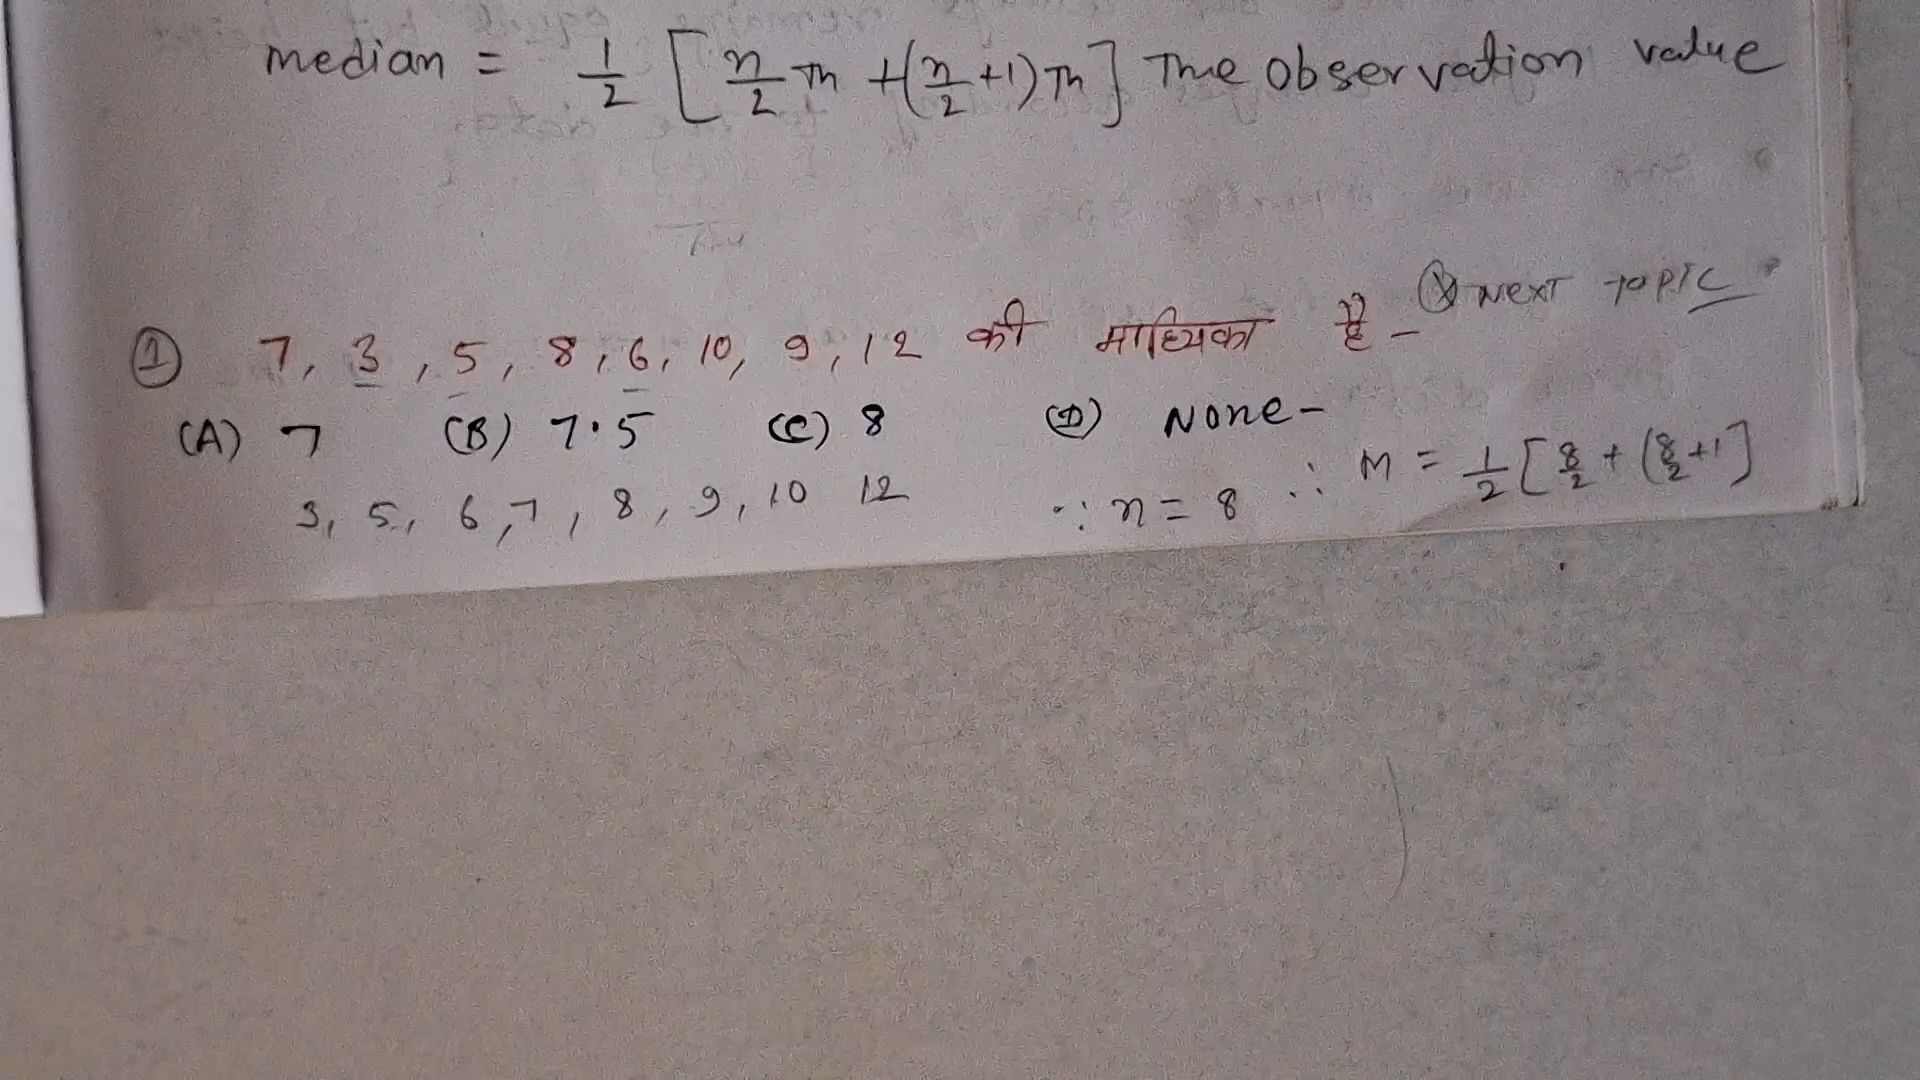 median = 1/2 [n/2 th + (n/2 + 1) Th] The observation value
① 7, 3, 5, 8, 6, 10, 9, 12 की माध्यिका है - NEXT TOPIC
(A) 7 (B) 7.5 (C) 8 (D) None -
3, 5, 6, 7, 8, 9, 10 12 ∵ n = 8 ∴ M = 1/2 [8/2 + (8/2 + 1]